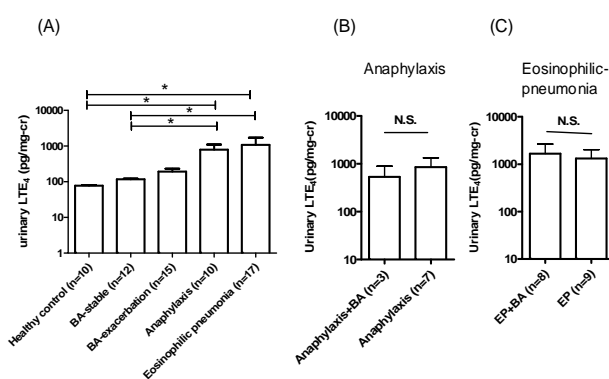 (A)
*
*
*
*
urinary LTE4 (pg/mg-cr)
10000
1000
100
10
1
Healthy control (n=10)
BA-stable (n=12)
BA-exacerbation (n=15)
Anaphylaxis (n=10)
Eosinophilic pneumonia (n=17)
(B)
Anaphylaxis
N.S.
Urinary LTE4(pg/mg-cr)
10000
1000
100
10
Anaphylaxis+BA (n=3)
Anaphylaxis (n=7)
(C)
Eosinophilic-
pneumonia
N.S.
Urinary LTE4(pg/mg-cr)
10000
1000
100
10
EP+BA (n=8)
EP (n=9)